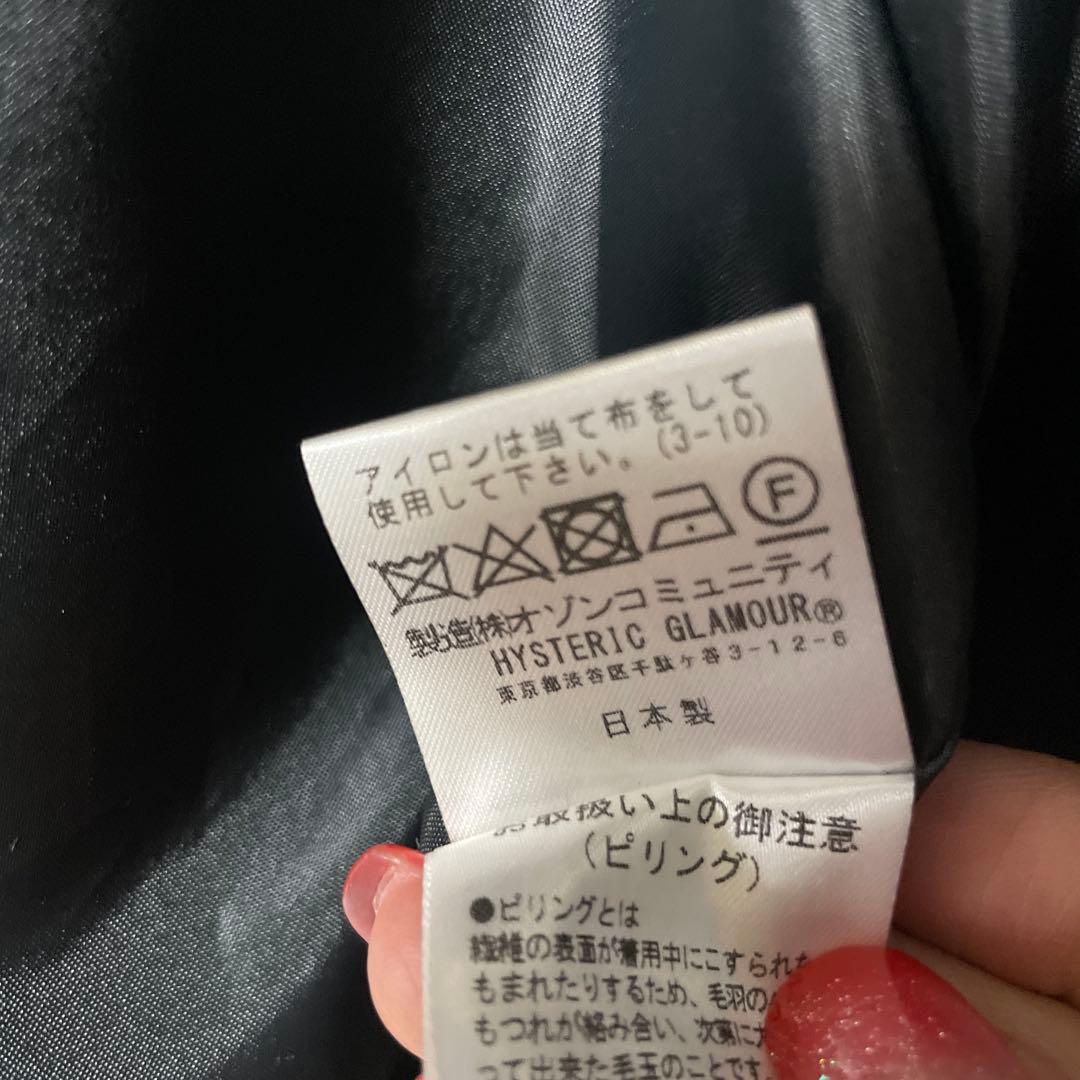 アイロンは当て布をして
使用して下さい。(3-10)
F
製造(株)オゾンコミュニティ
HYSTERIC GLAMOUR®
東京都渋谷区千駄ヶ谷3-12-6
日本製
取扱い上の御注意
(ピリング)
●ピリングとは
繊維の表面が着用中にこすられた
もまれたりするため、毛羽の
もつれが絡み合い、次第に
って出来た毛玉のことです